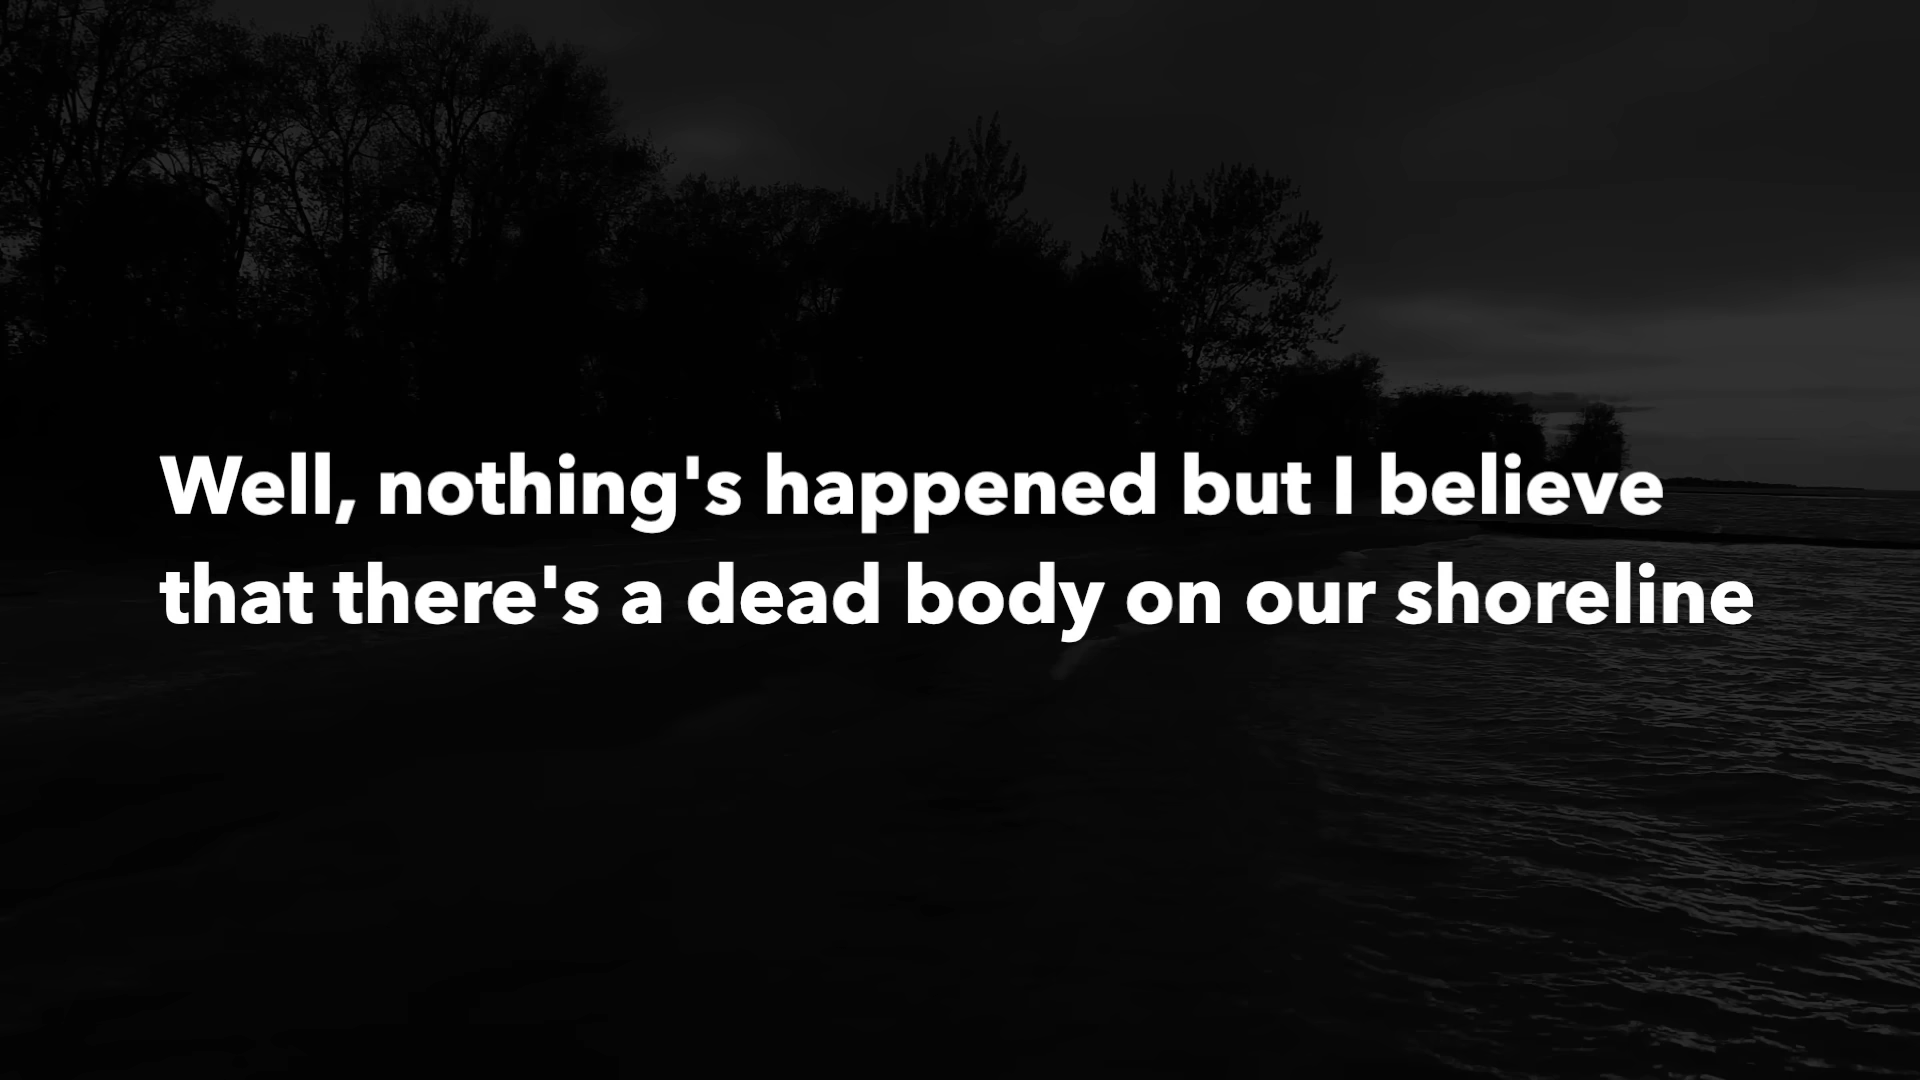 Well, nothing's happened but I believe
that there's a dead body on our shoreline